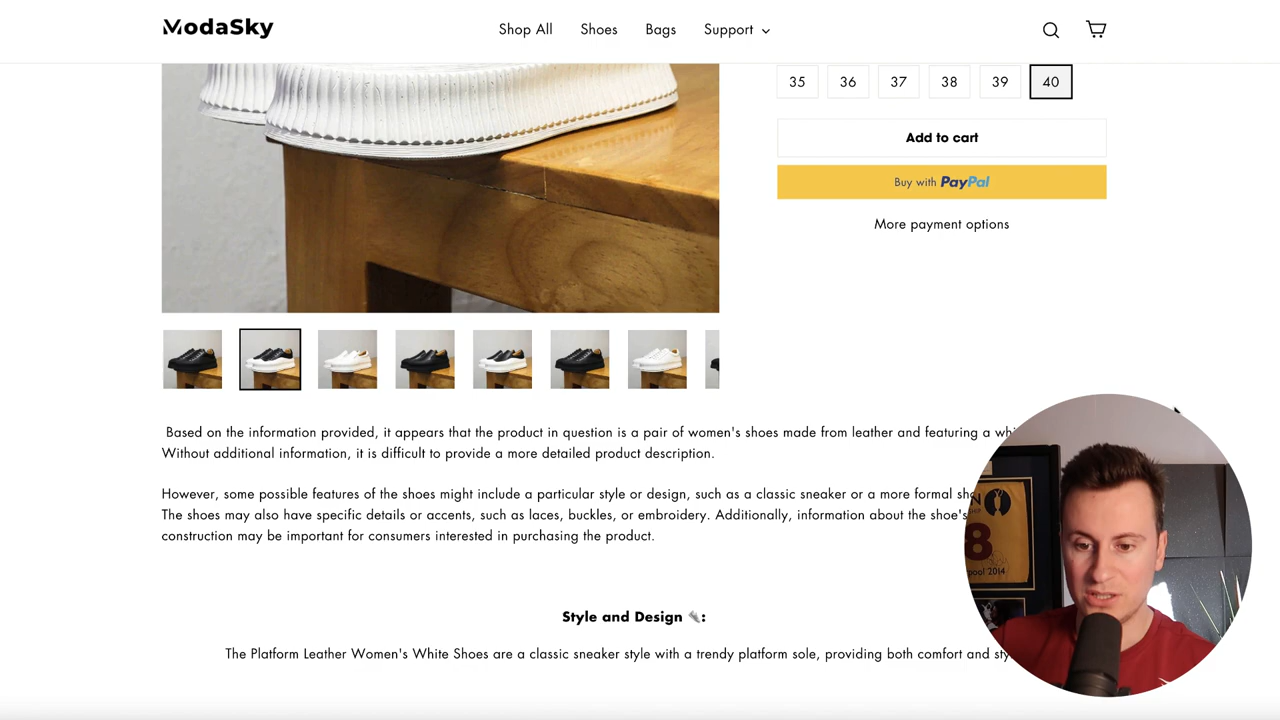 ModaSky
Shop All Shoes Bags Support
35 36 37 38 39 40
Add to cart
Buy with PayPal
More payment options
Based on the information provided, it appears that the product in question is a pair of women's shoes made from leather and featuring a
Without additional information, it is difficult to provide a more detailed product description.
However, some possible features of the shoes might include a particular style or design, such as a classic sneaker or a more formal
The shoes may also have specific details or accents, such as laces, buckles, or embroidery. Additionally, information about the shoe's
construction may be important for consumers interested in purchasing the product.
8
2014
Style and Design :
The Platform Leather Women's White Shoes are a classic sneaker style with a trendy platform sole, providing both comfort and